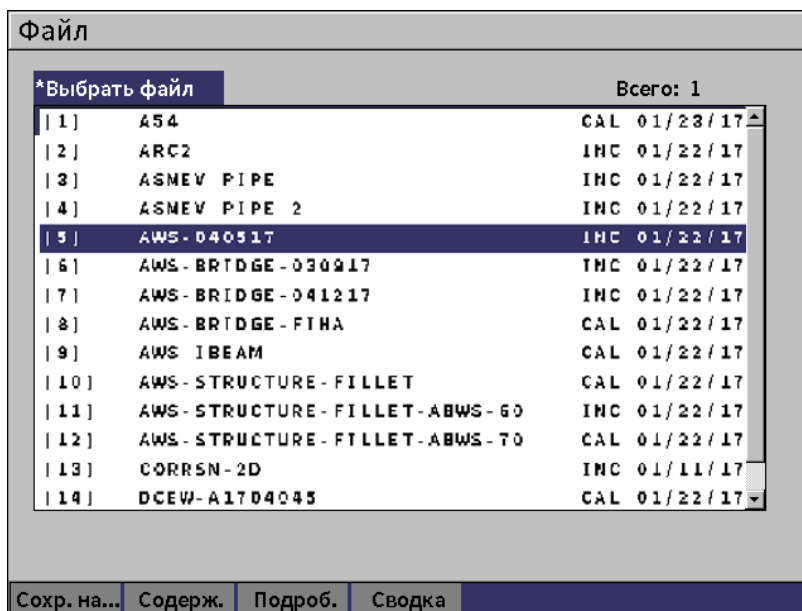 Файл
*Выбрать файл Всего: 1
[1] A54 CAL 01/23/17
[2] ARC2 INC 01/22/17
[3] ASMEV PIPE INC 01/22/17
[4] ASMEV PIPE 2 INC 01/22/17
[5] AWS-040517 INC 01/22/17
[6] AWS-BRIDGE-030917 INC 01/22/17
[7] AWS-BRIDGE-041217 INC 01/22/17
[8] AWS-BRIDGE-FIHA CAL 01/22/17
[9] AWS IBEAM CAL 01/22/17
[10] AWS-STRUCTURE-FILLET CAL 01/22/17
[11] AWS-STRUCTURE-FILLET-ABWS-60 INC 01/22/17
[12] AWS-STRUCTURE-FILLET-ABWS-70 CAL 01/22/17
[13] CORRSN-2D INC 01/11/17
[14] DCEW-A1704045 CAL 01/22/17
Сохр. на... Содерж. Подроб. Сводка